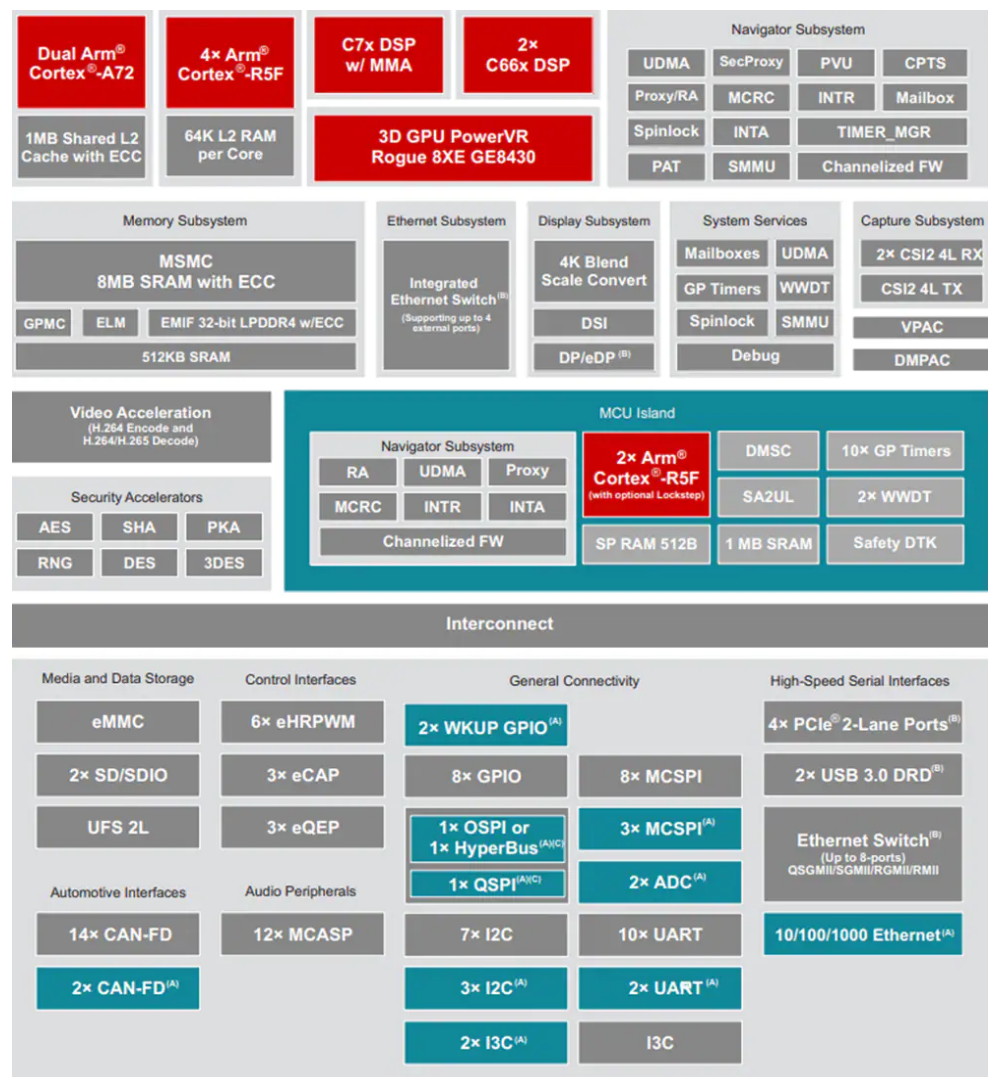 Dual Arm®
Cortex®-A72
1MB Shared L2
Cache with ECC
4× Arm®
Cortex®-R5F
64K L2 RAM
per Core
C7x DSP
w/ MMA
2×
C66x DSP
3D GPU PowerVR
Rogue 8XE GE8430
Navigator Subsystem
UDMA
SecProxy
PVU
CPTS
Proxy/RA
MCRC
INTR
Mailbox
Spinlock
INTA
TIMER_MGR
PAT
SMMU
Channelized FW
Memory Subsystem
MSMC
8MB SRAM with ECC
GPMC
ELM
EMIF 32-bit LPDDR4 w/ECC
512KB SRAM
Ethernet Subsystem
Integrated
Ethernet Switch(B)
(Supporting up to 4
external ports)
Display Subsystem
4K Blend
Scale Convert
DSI
DP/eDP (B)
System Services
Mailboxes
UDMA
GP Timers
WWDT
Spinlock
SMMU
Debug
Capture Subsystem
2× CSI2 4L RX
CSI2 4L TX
VPAC
DMPAC
Video Acceleration
(H.264 Encode and
H.264/H.265 Decode)
Security Accelerators
AES
SHA
PKA
RNG
DES
3DES
MCU Island
Navigator Subsystem
RA
UDMA
Proxy
MCRC
INTR
INTA
Channelized FW
2× Arm®
Cortex®-R5F
(with optional Lockstep)
SP RAM 512B
DMSC
SA2UL
1 MB SRAM
10× GP Timers
2× WWDT
Safety DTK
Interconnect
Media and Data Storage
eMMC
2× SD/SDIO
UFS 2L
Automotive Interfaces
14× CAN-FD
2× CAN-FD(A)
Control Interfaces
6× eHRPWM
3× eCAP
3× eQEP
Audio Peripherals
12× MCASP
General Connectivity
2× WKUP GPIO(A)
8× GPIO
8× MCSPI
1× OSPI or
1× HyperBus(A)(C)
1× QSPI(A)(C)
3× MCSPI(A)
2× ADC(A)
7× I2C
10× UART
3× I2C(A)
2× UART (A)
2× I3C(A)
I3C
High-Speed Serial Interfaces
4× PCIe® 2-Lane Ports(B)
2× USB 3.0 DRD(B)
Ethernet Switch(B)
(Up to 8-ports)
QSGMII/SGMII/RGMII/RMII
10/100/1000 Ethernet(A)